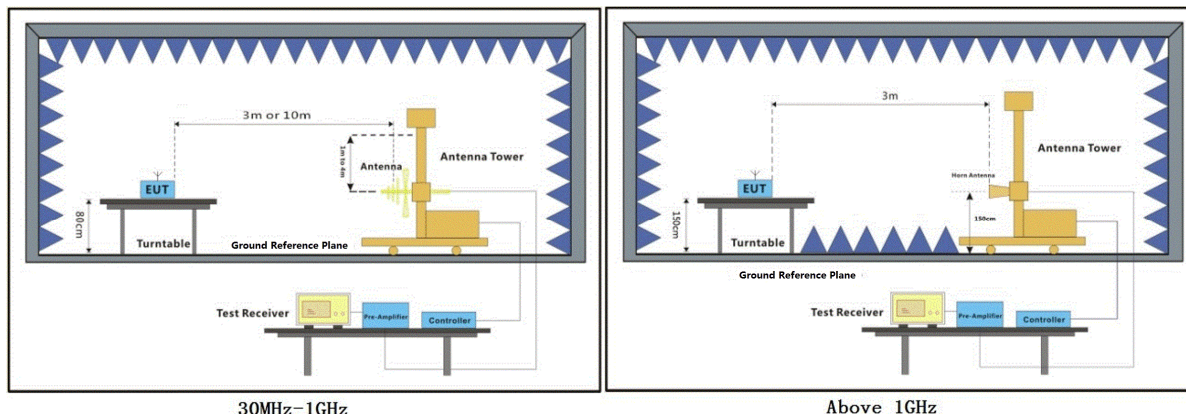 3m or 10m
1m to 4m
Antenna
Antenna Tower
EUT
80cm
Turntable
Ground Reference Plane
Test Receiver
Pre-Amplifier
Controller
30MHz-1GHz
3m
Antenna Tower
Horn Antenna
EUT
150cm
150cm
Turntable
Ground Reference Plane
Test Receiver
Pre-Amplifier
Controller
Above 1GHz